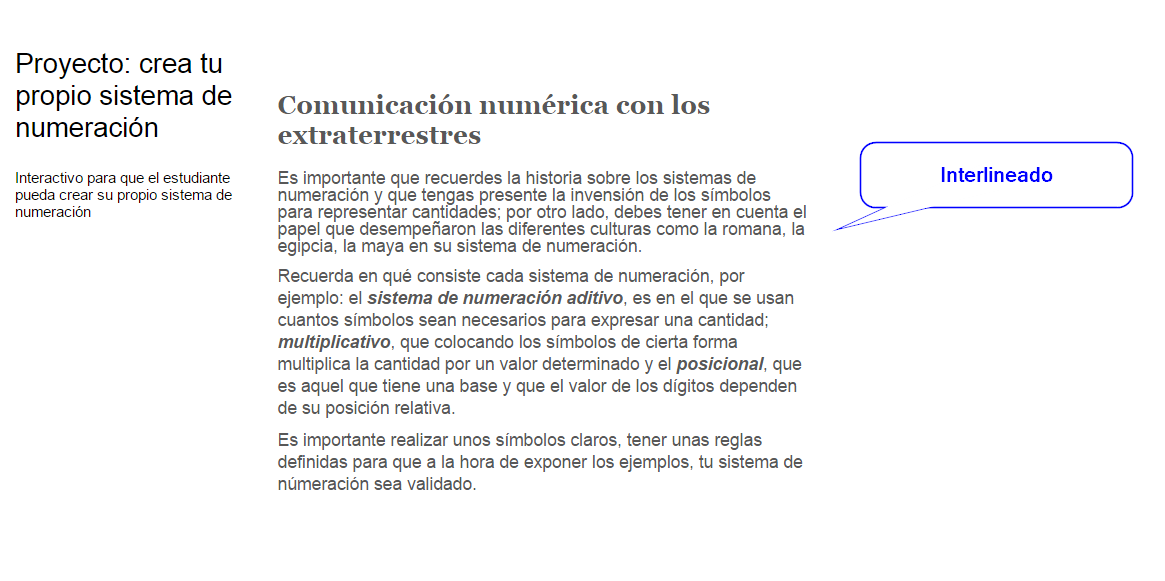 Proyecto: crea tu
propio sistema de
numeración
Interactivo para que el estudiante
pueda crear su propio sistema de
numeración
Comunicación numérica con los
extraterrestres
Es importante que recuerdes la historia sobre los sistemas de
numeración y que tengas presente la invensión de los símbolos
para representar cantidades; por otro lado, debes tener en cuenta el
papel que desempeñaron las diferentes culturas como la romana, la
egipcia, la maya en su sistema de numeración.
Recuerda en qué consiste cada sistema de numeración, por
ejemplo: el sistema de numeración aditivo, es en el que se usan
cuantos símbolos sean necesarios para expresar una cantidad;
multiplicativo, que colocando los símbolos de cierta forma
multiplica la cantidad por un valor determinado y el posicional, que
es aquel que tiene una base y que el valor de los dígitos dependen
de su posición relativa.
Es importante realizar unos símbolos claros, tener unas reglas
definidas para que a la hora de exponer los ejemplos, tu sistema de
númeración sea validado.
Interlineado